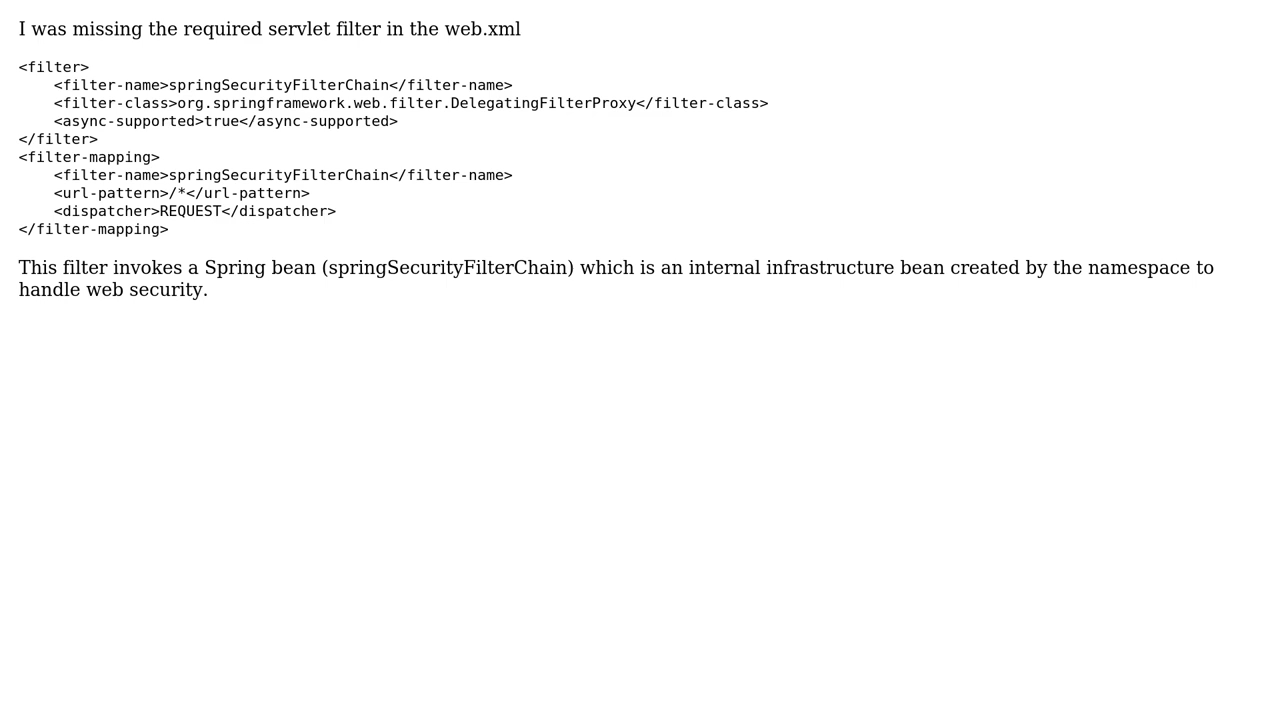 I was missing the required servlet filter in the web.xml
<filter>
    <filter-name>springSecurityFilterChain</filter-name>
    <filter-class>org.springframework.web.filter.DelegatingFilterProxy</filter-class>
    <async-supported>true</async-supported>
</filter>
<filter-mapping>
    <filter-name>springSecurityFilterChain</filter-name>
    <url-pattern>/*</url-pattern>
    <dispatcher>REQUEST</dispatcher>
</filter-mapping>
This filter invokes a Spring bean (springSecurityFilterChain) which is an internal infrastructure bean created by the namespace to
handle web security.